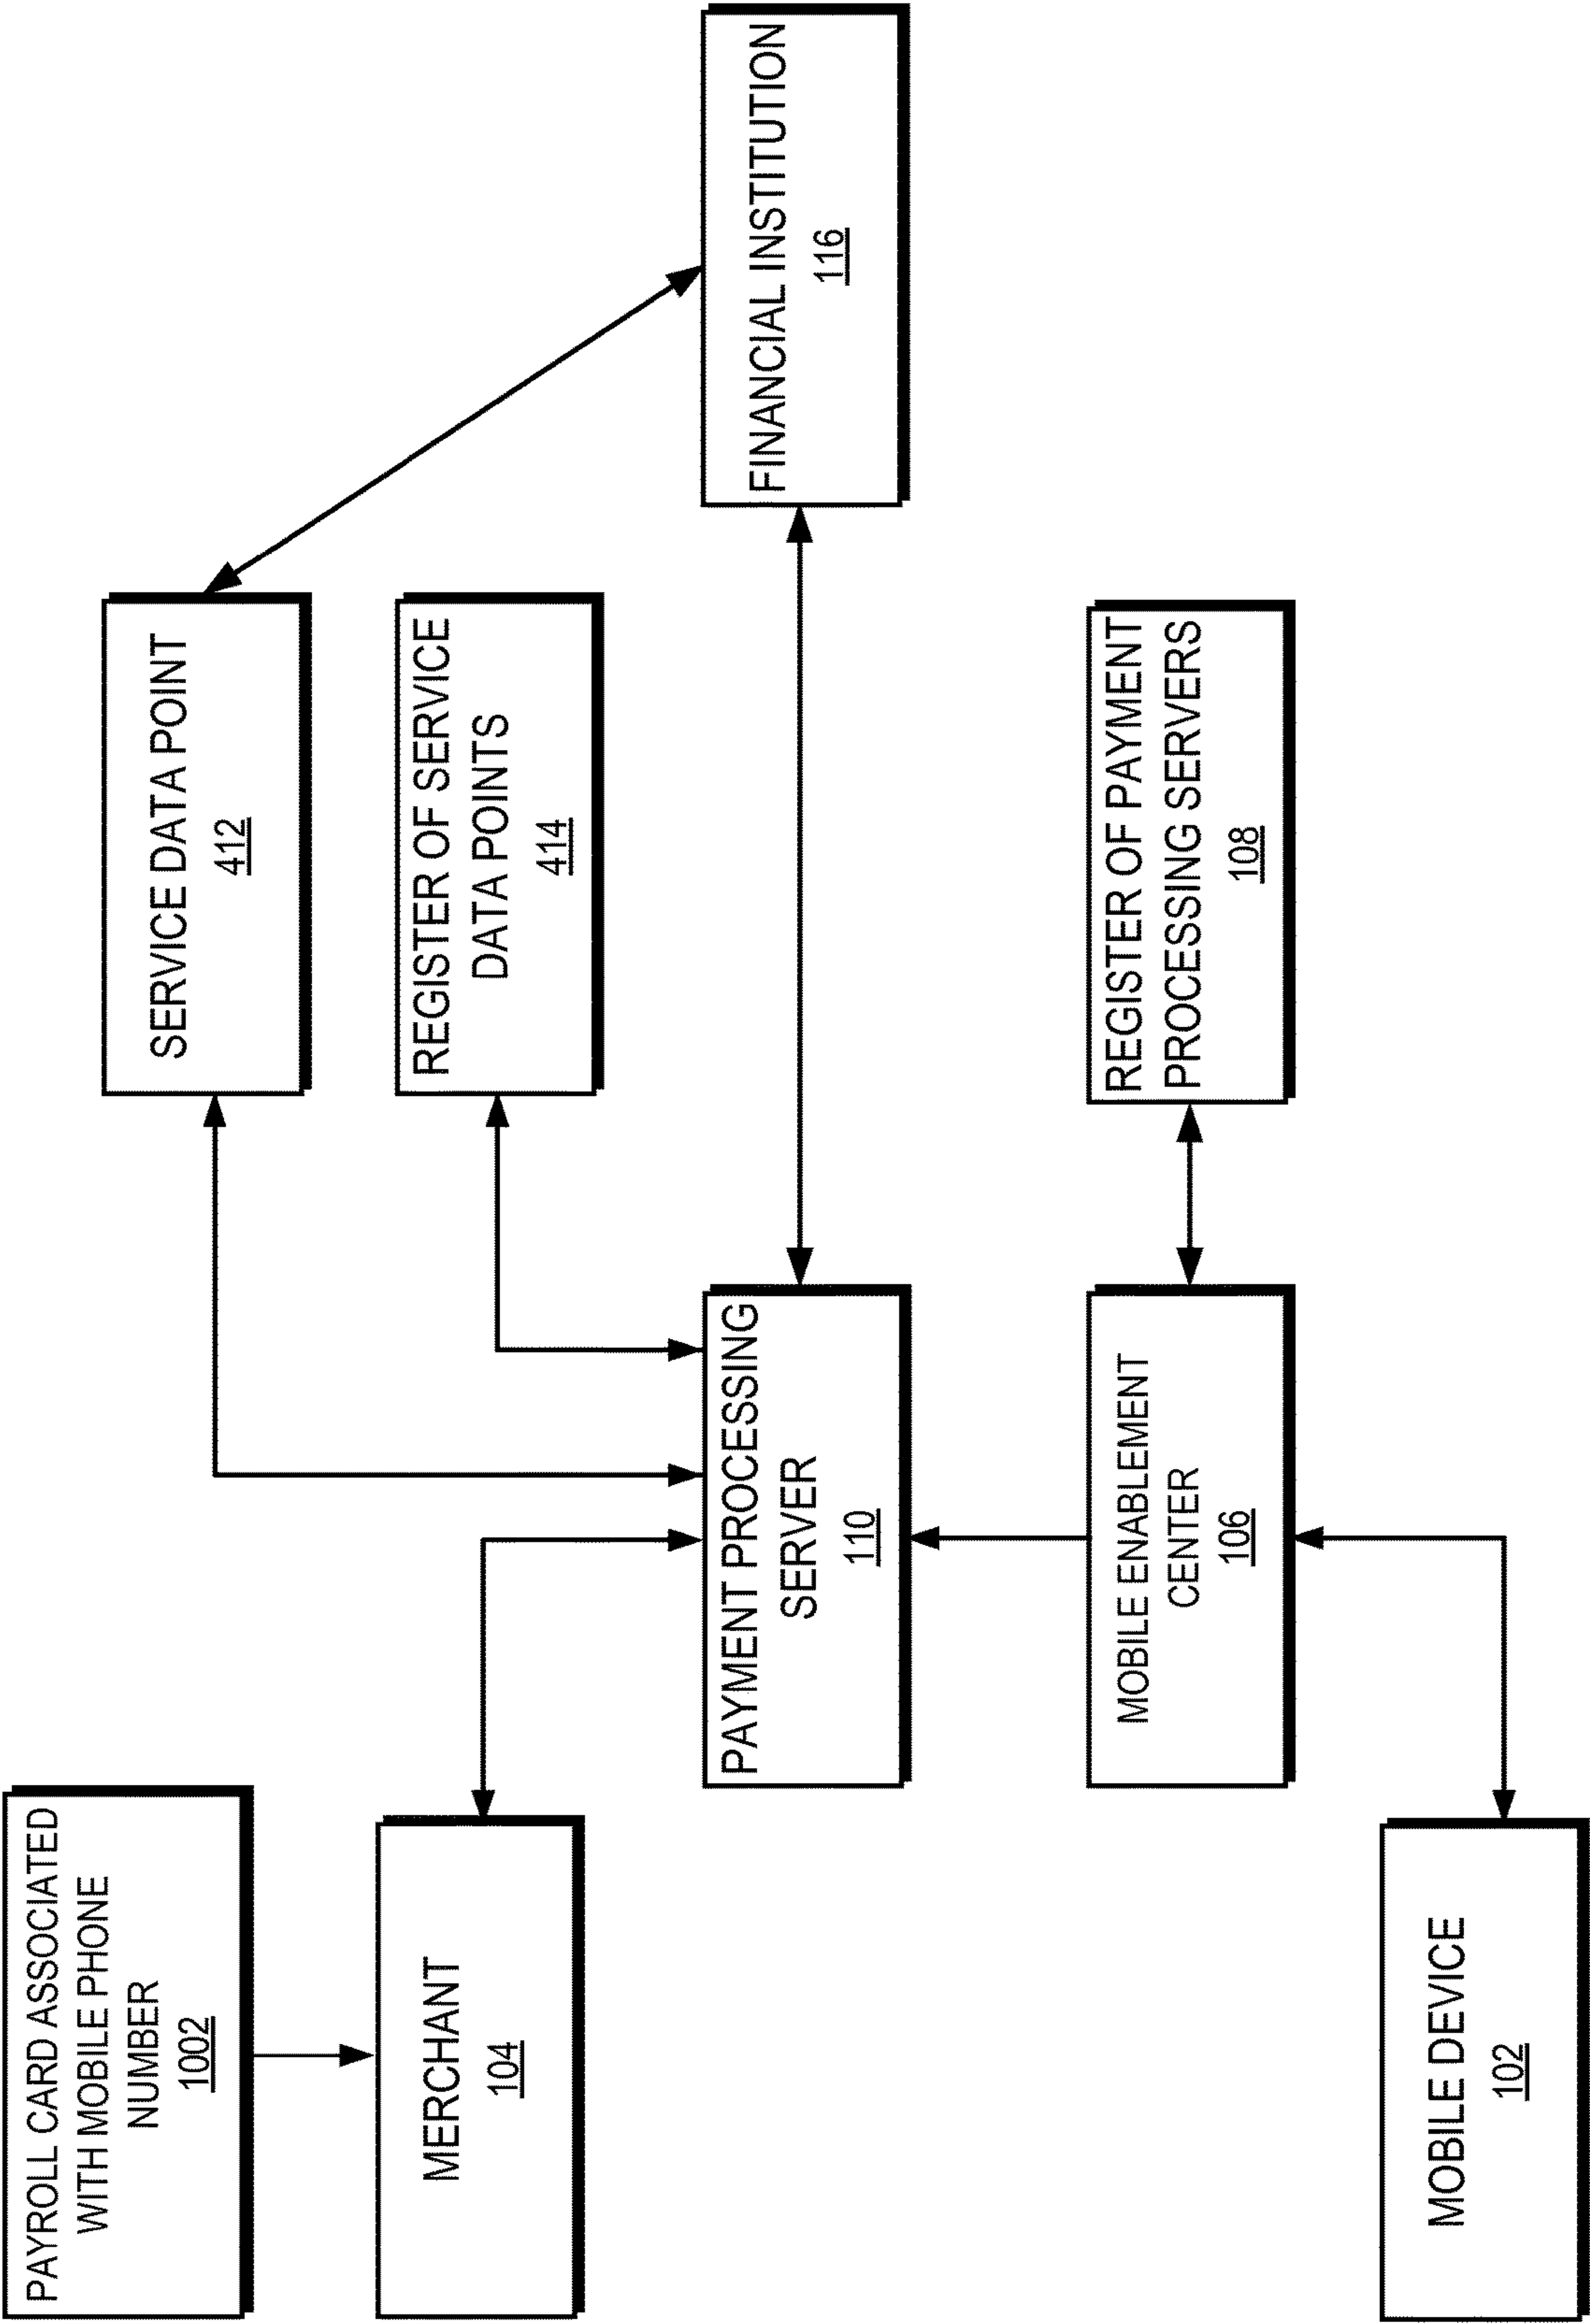 PAYROLL CARD ASSOCIATED
WITH MOBILE PHONE
NUMBER
1002
MERCHANT
104
SERVICE DATA POINT
412
REGISTER OF SERVICE
DATA POINTS
414
PAYMENT PROCESSING
SERVER
110
FINANCIAL INSTITUTION
116
MOBILE ENABLEMENT
CENTER
106
REGISTER OF PAYMENT
PROCESSING SERVERS
108
MOBILE DEVICE
102